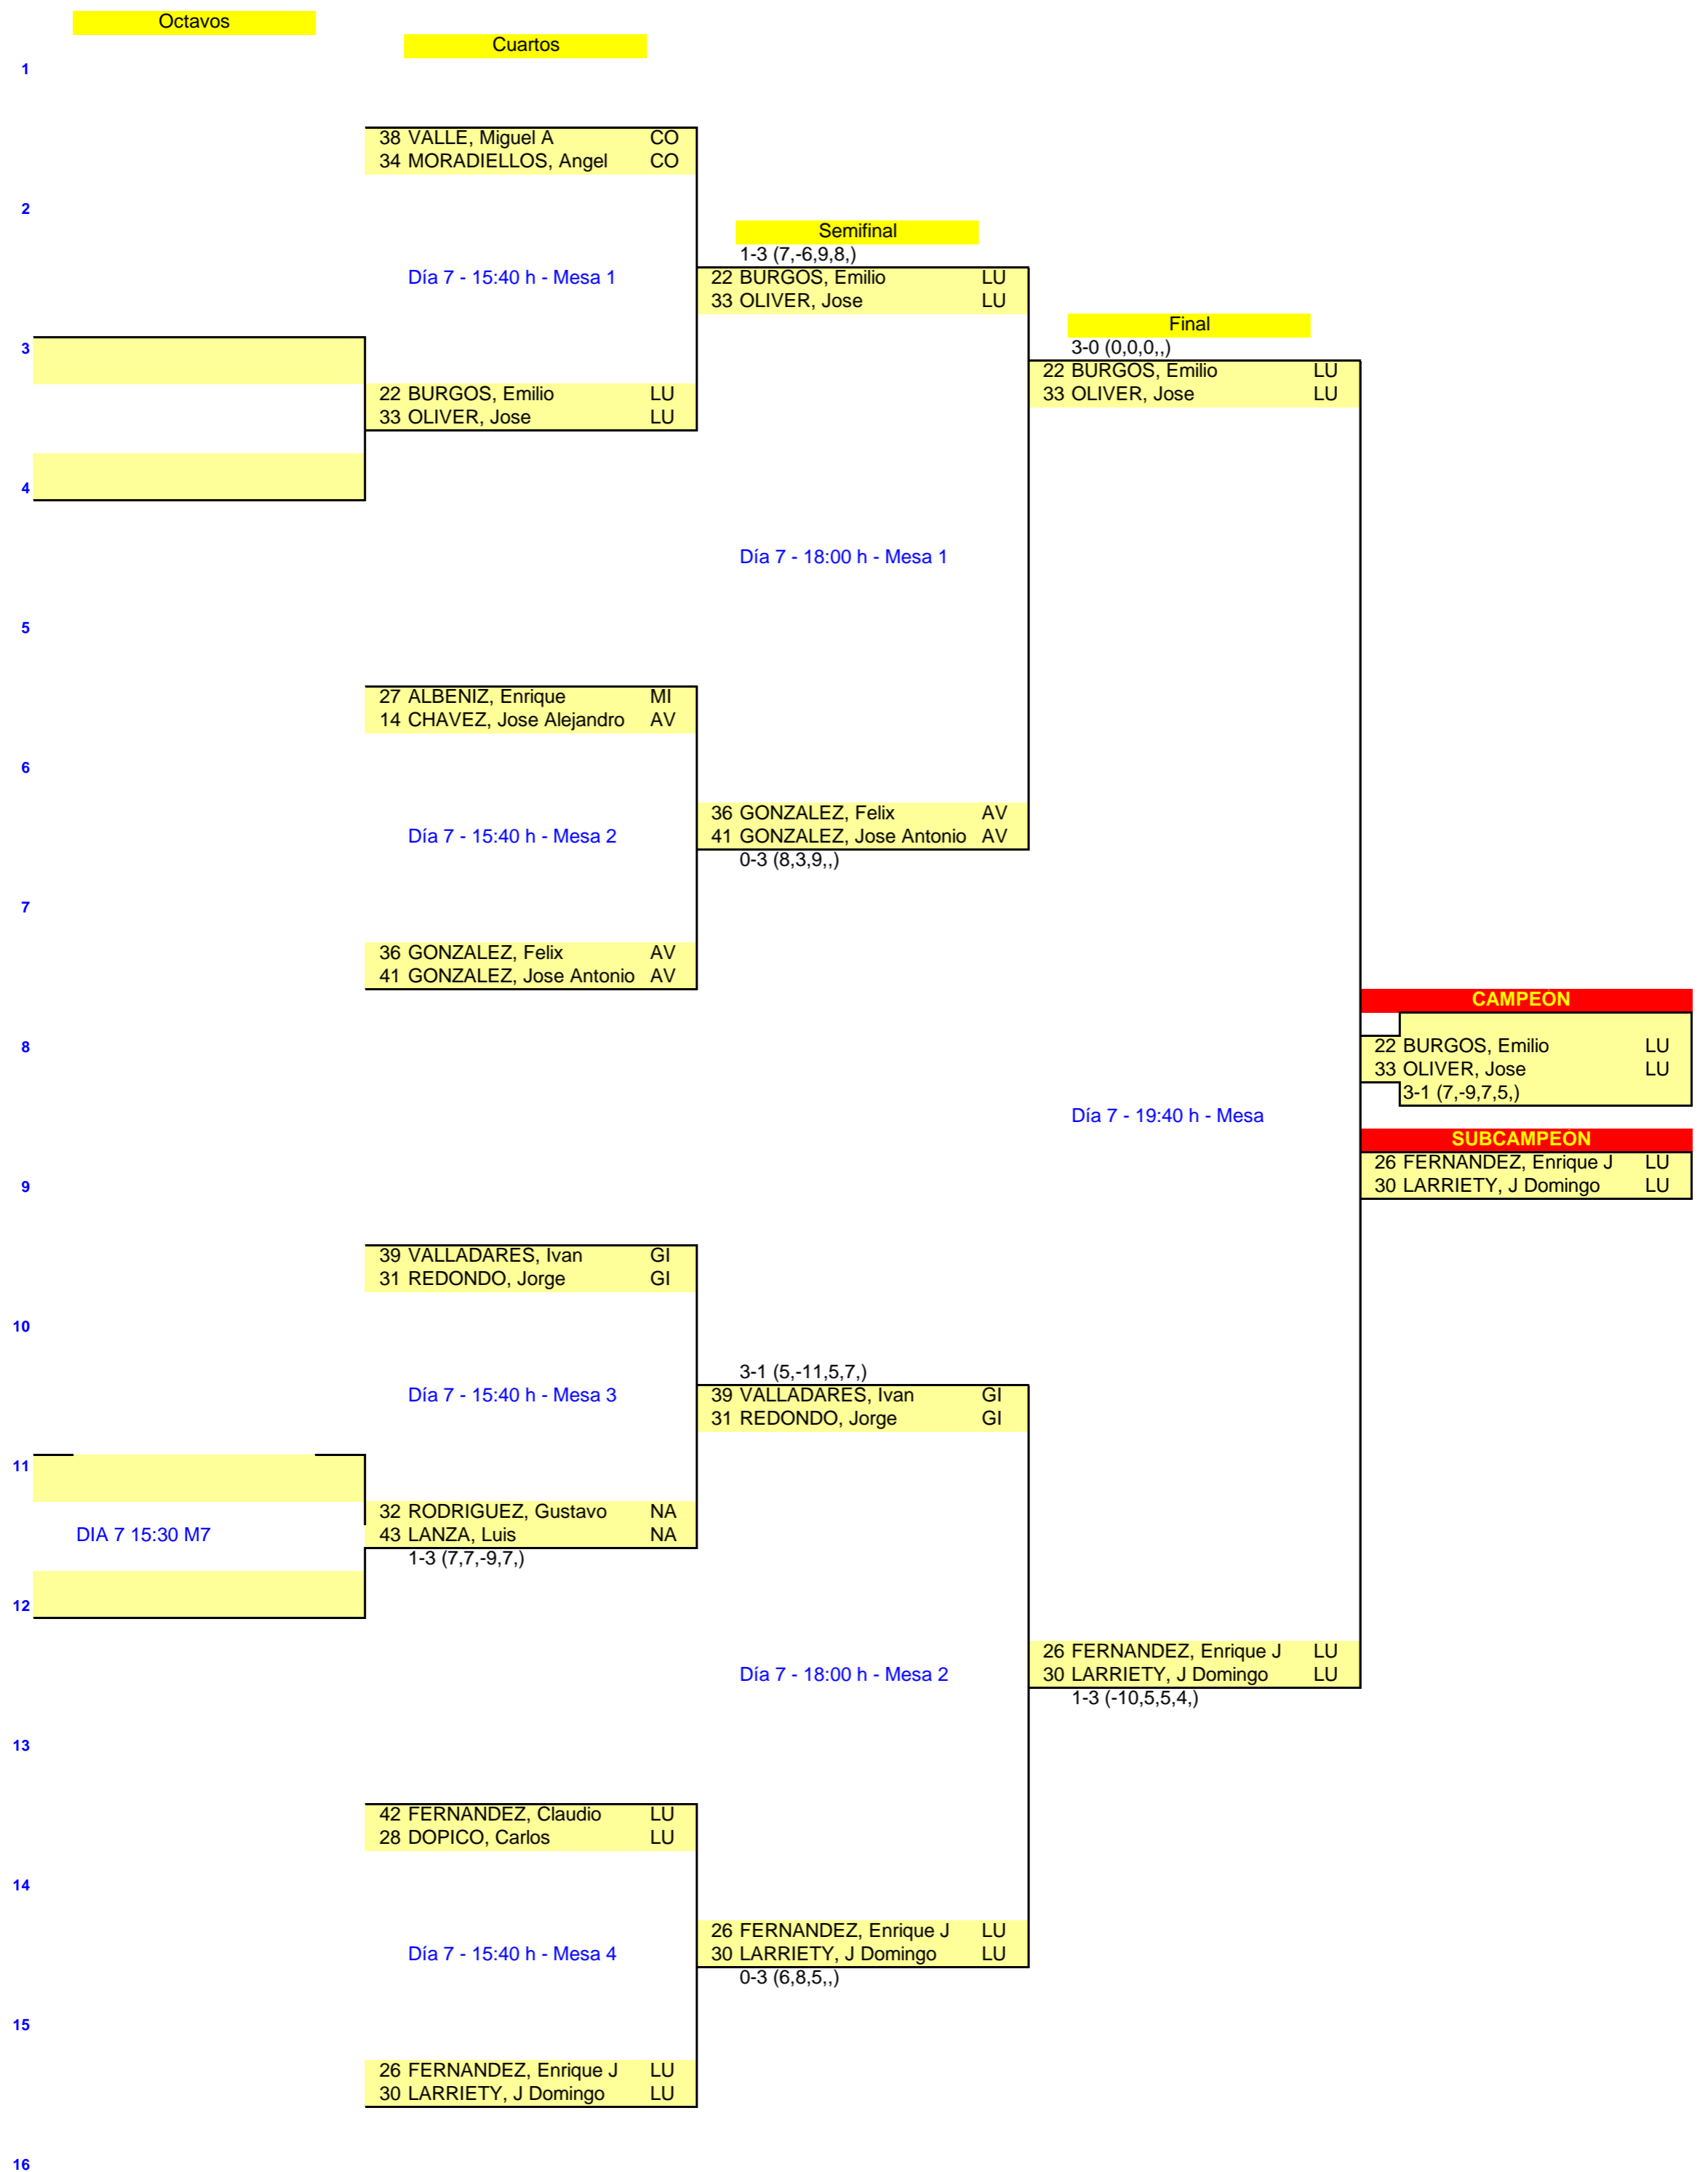 Octavos
Cuartos
1
38 VALLE, Miguel A CO
34 MORADIELLOS, Angel CO
2
Semifinal
1-3 (7,-6,9,8,)
Día 7 - 15:40 h - Mesa 1
22 BURGOS, Emilio LU
33 OLIVER, Jose LU
Final
3
3-0 (0,0,0,,)
22 BURGOS, Emilio LU
33 OLIVER, Jose LU
22 BURGOS, Emilio LU
33 OLIVER, Jose LU
4
Día 7 - 18:00 h - Mesa 1
5
27 ALBENIZ, Enrique MI
14 CHAVEZ, Jose Alejandro AV
6
36 GONZALEZ, Felix AV
41 GONZALEZ, Jose Antonio AV
Día 7 - 15:40 h - Mesa 2
0-3 (8,3,9,,)
7
36 GONZALEZ, Felix AV
41 GONZALEZ, Jose Antonio AV
CAMPEÓN
8
22 BURGOS, Emilio LU
33 OLIVER, Jose LU
3-1 (7,-9,7,5,)
Día 7 - 19:40 h - Mesa
SUBCAMPEÓN
26 FERNANDEZ, Enrique J LU
30 LARRIETY, J Domingo LU
9
39 VALLADARES, Ivan GI
31 REDONDO, Jorge GI
10
3-1 (5,-11,5,7,)
Día 7 - 15:40 h - Mesa 3
39 VALLADARES, Ivan GI
31 REDONDO, Jorge GI
11
32 RODRIGUEZ, Gustavo NA
43 LANZA, Luis NA
DIA 7 15:30 M7
1-3 (7,7,-9,7,)
12
26 FERNANDEZ, Enrique J LU
30 LARRIETY, J Domingo LU
Día 7 - 18:00 h - Mesa 2
1-3 (-10,5,5,4,)
13
42 FERNANDEZ, Claudio LU
28 DOPICO, Carlos LU
14
26 FERNANDEZ, Enrique J LU
30 LARRIETY, J Domingo LU
Día 7 - 15:40 h - Mesa 4
0-3 (6,8,5,,)
15
26 FERNANDEZ, Enrique J LU
30 LARRIETY, J Domingo LU
16